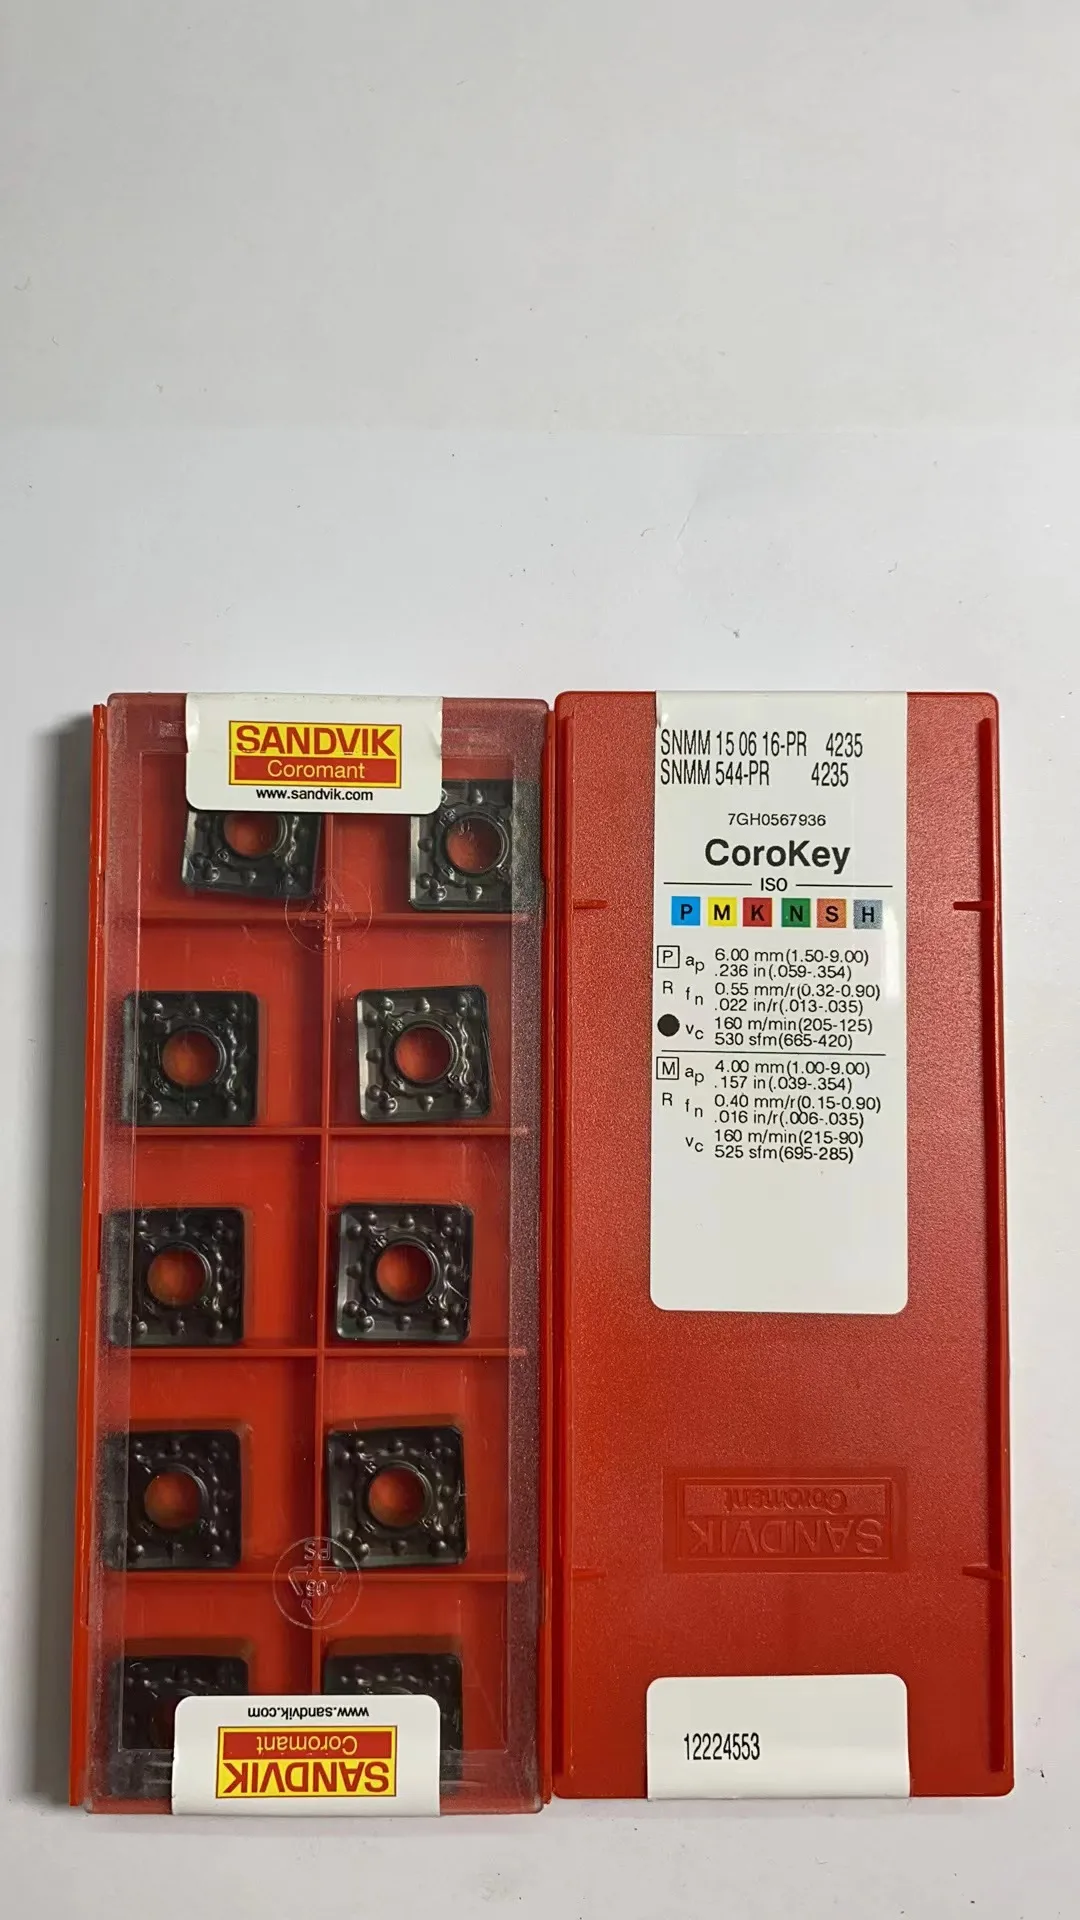 SANDVIK
Coromant
www.sandvik.com
PS
www.sandvik.com
SANDVIK
Coromant
SNMM 15 06 16-PR 4235
SNMM 544-PR 4235
7GH0567936
CoroKey
ISO
P M K N S H
P ap 6.00 mm(1.50-9.00)
.236 in(.059-.354)
R fn 0.55 mm/r(0.32-0.90)
.022 in/r(.013-.035)
vc 160 m/min(205-125)
530 sfm(665-420)
M ap 4.00 mm(1.00-9.00)
.157 in(.039-.354)
R fn 0.40 mm/r(0.15-0.90)
.016 in/r(.006-.035)
vc 160 m/min(215-90)
525 sfm(695-285)
SANDVIK
Coromant
12224553